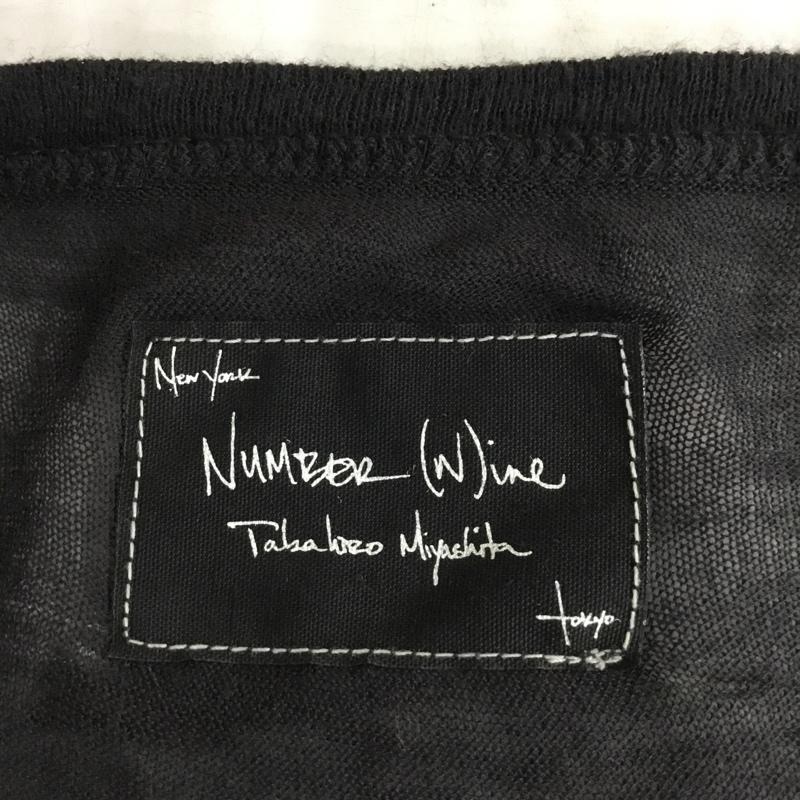 New York
NUMBER (N)ine
Takahiro Miyashita
tokyo